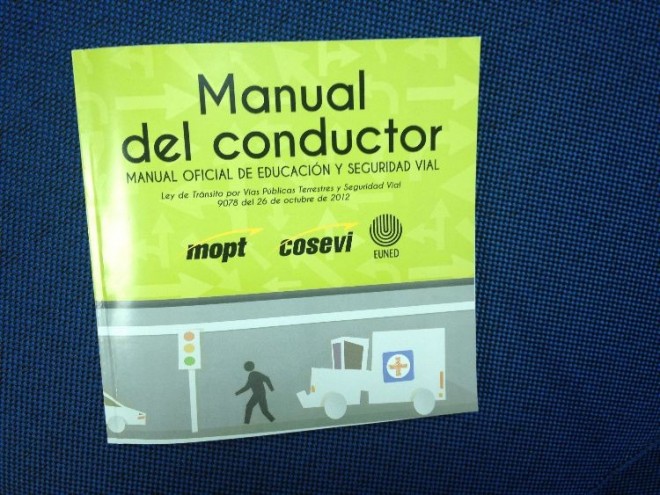 Manual
del conductor
MANUAL OFICIAL DE EDUCACIÓN Y SEGURIDAD VIAL
Ley de Tránsito por Vías Públicas Terrestres y Seguridad Vial
9078 del 26 de octubre de 2012
mopt cosevi EUNED